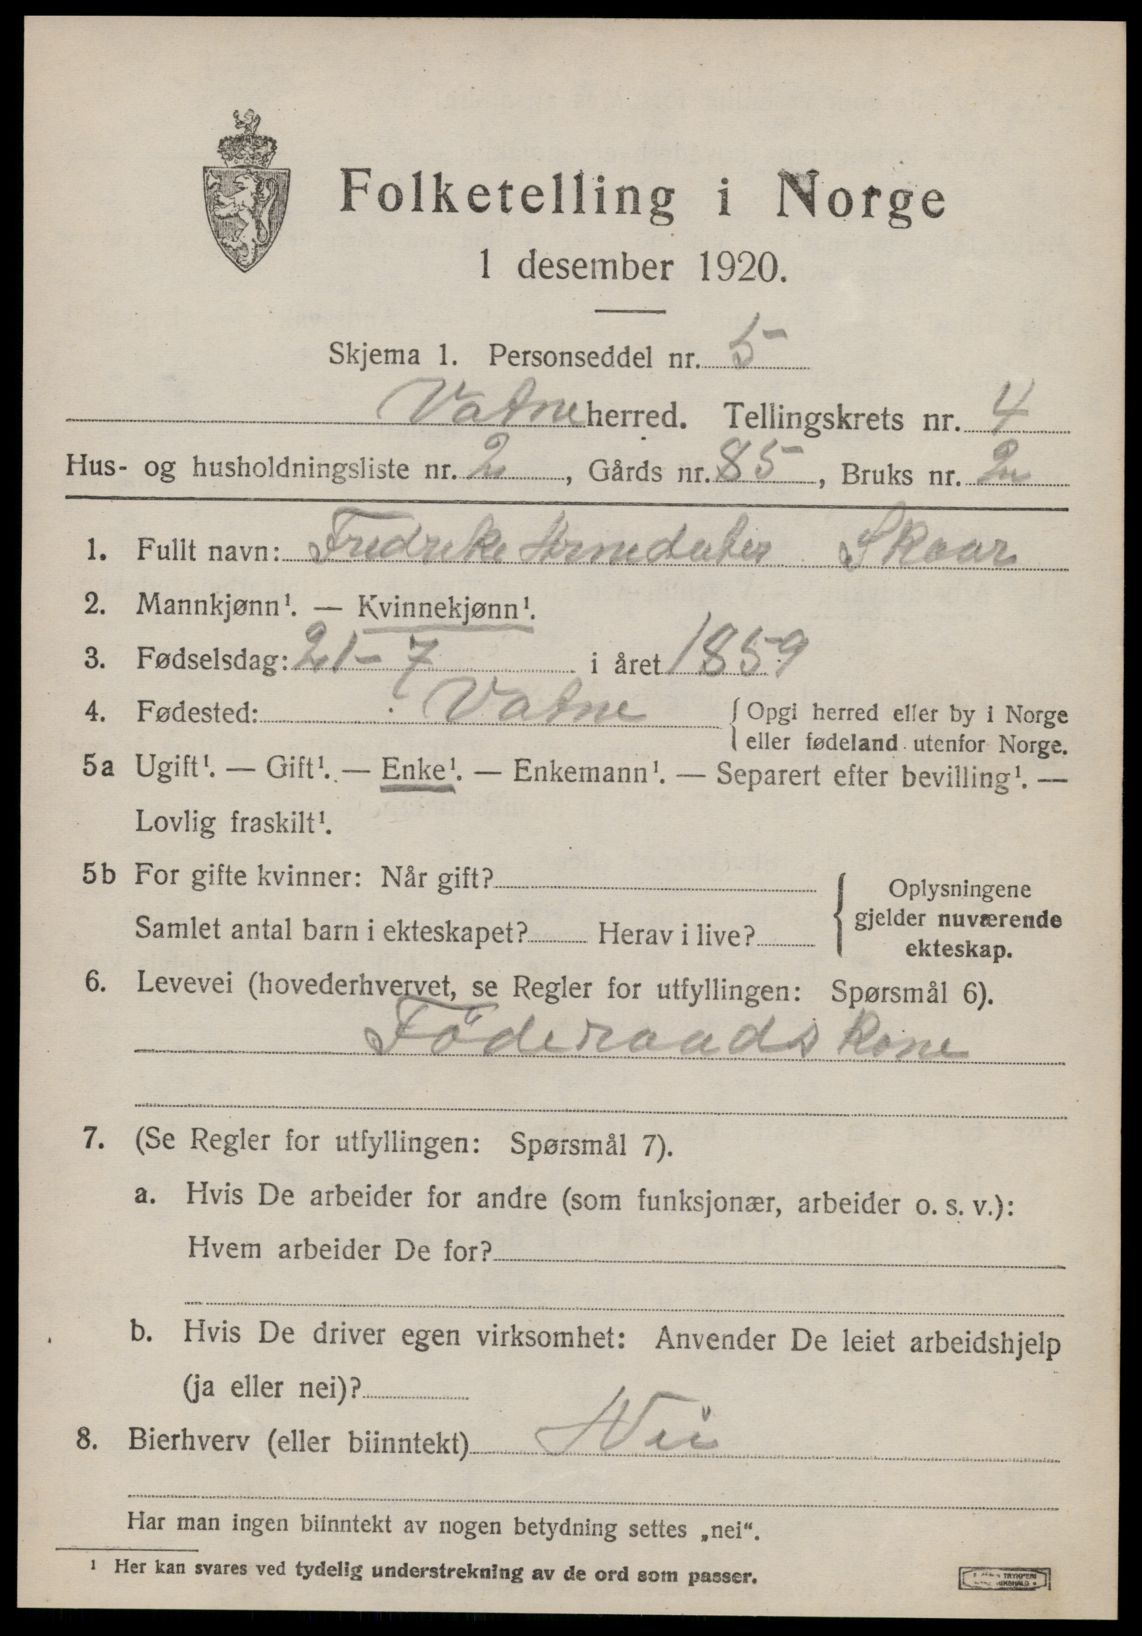 Folketelling i Norge
1 desember 1920.
Skjema 1. Personseddel nr. 5
Vatne herred. Tellingskrets nr. 4
Hus- og husholdningsliste nr. 2, Gårds nr. 85, Bruks nr. 2
1. Fullt navn: Fredreke Arnedater Skaar
2. Mannkjønn¹. — Kvinnekjønn¹.
3. Fødselsdag: 21-7 i året 1859
4. Fødested: Vatne { Opgi herred eller by i Norge
eller fødeland utenfor Norge.
5a Ugift¹. — Gift¹. — Enke¹. — Enkemann¹. — Separert efter bevilling¹. —
Lovlig fraskilt¹.
5b For gifte kvinner: Når gift?
Samlet antal barn i ekteskapet? Herav i live?
Oplysningene
gjelder nuværende
ekteskap.
6. Levevei (hovederhvervet, se Regler for utfyllingen: Spørsmål 6).
Föderaadskone
7. (Se Regler for utfyllingen: Spørsmål 7).
a. Hvis De arbeider for andre (som funksjonær, arbeider o. s. v.):
Hvem arbeider De for?
b. Hvis De driver egen virksomhet: Anvender De leiet arbeidshjelp
(ja eller nei)?
8. Bierhverv (eller biinntekt) Nei
Har man ingen biinntekt av nogen betydning settes „nei".
¹ Her kan svares ved tydelig understrekning av de ord som passer.